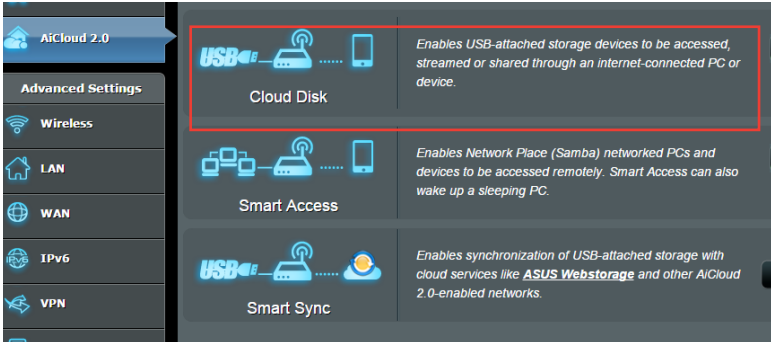 AiCloud 2.0
Advanced Settings
Wireless
LAN
WAN
IPv6
IPv6
VPN
USB
Cloud Disk
Enables USB-attached storage devices to be accessed,
streamed or shared through an internet-connected PC or
device.
Smart Access
Enables Network Place (Samba) networked PCs and
devices to be accessed remotely. Smart Access can also
wake up a sleeping PC.
USB
Smart Sync
Enables synchronization of USB-attached storage with
cloud services like ASUS Webstorage and other AiCloud
2.0-enabled networks.